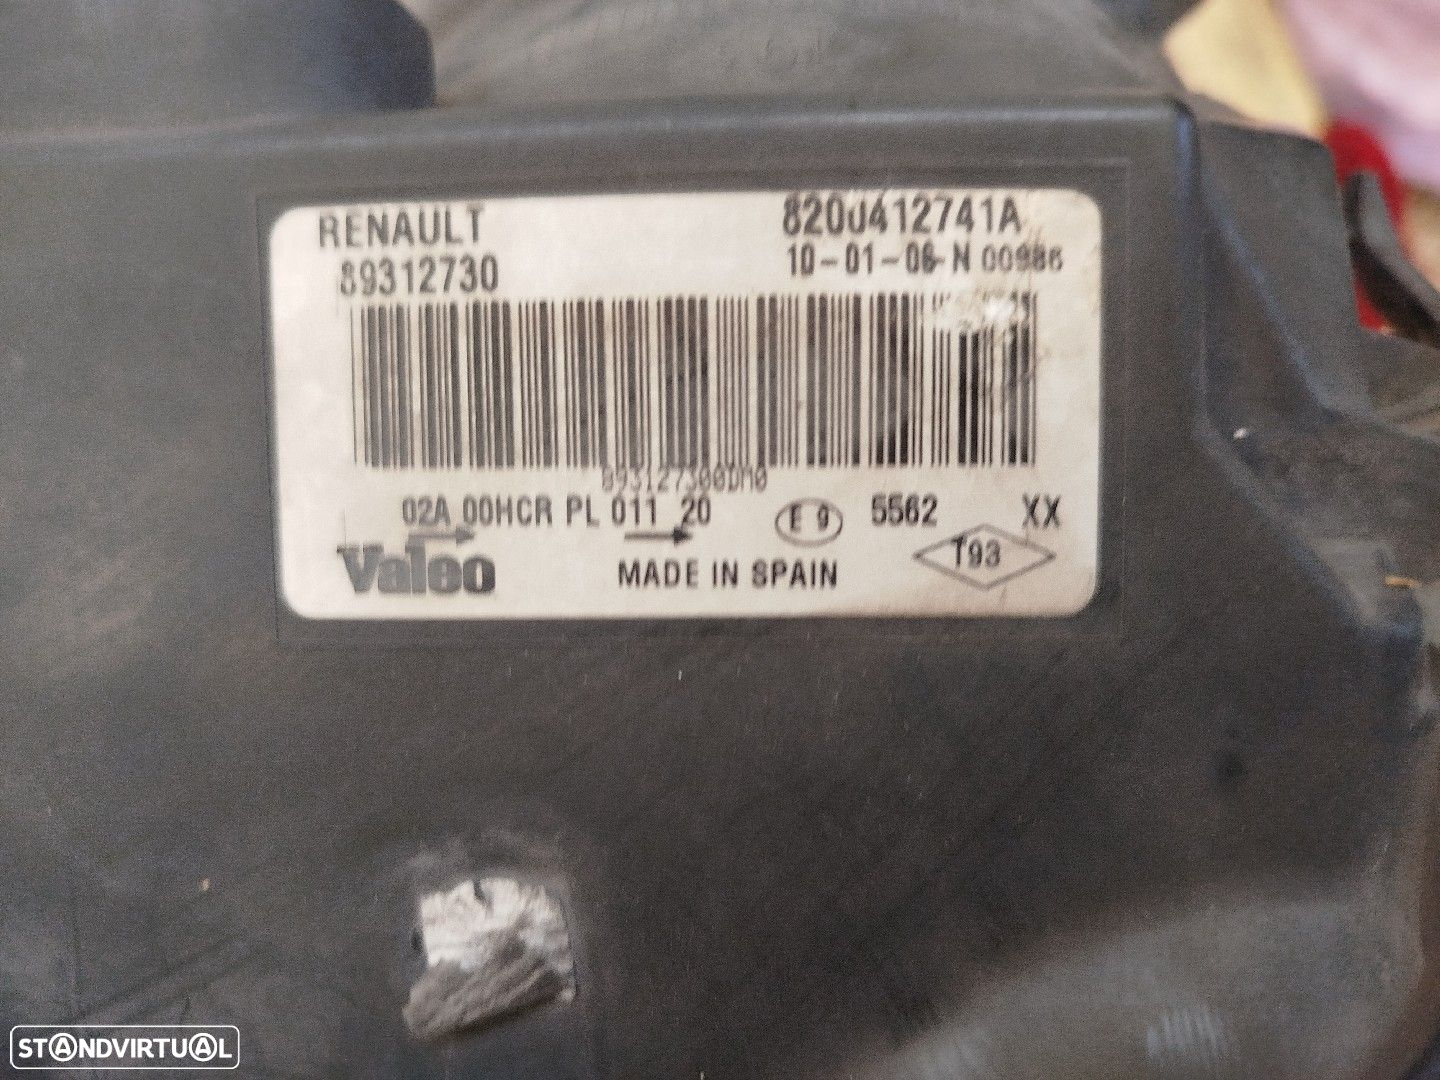 RENAULT 8200412741A
89312730 10-01-06-N 00986
893127300DM0
02A 00HCR PL 011 20 E 9 5562 XX
Valeo MADE IN SPAIN T93
STANDVIRTUAL